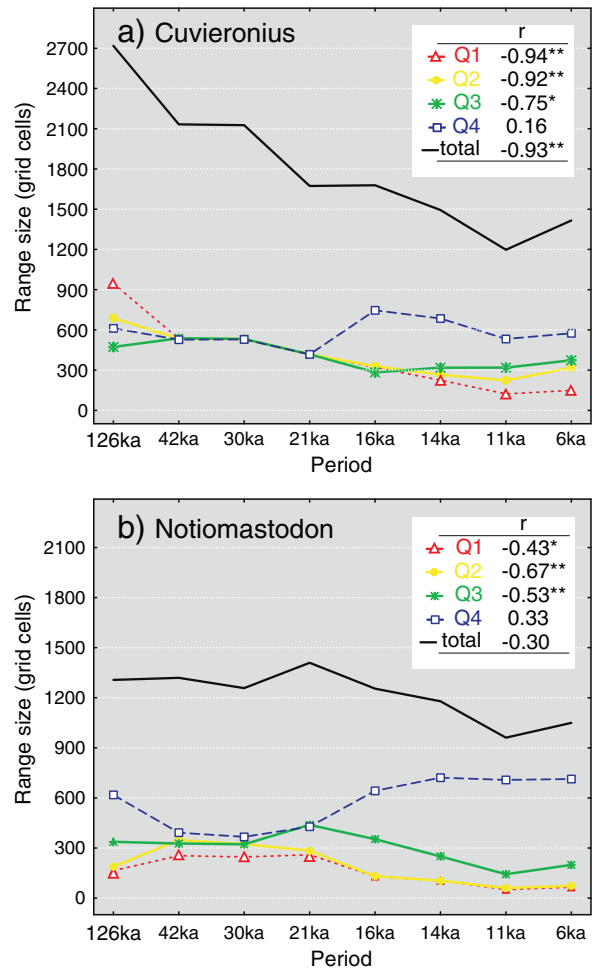 a) Cuvieronius
r
Q1 -0.94**
Q2 -0.92**
Q3 -0.75*
Q4 0.16
total -0.93**
Range size (grid cells)
2700
2400
2100
1800
1500
1200
900
600
300
0
126ka 42ka 30ka 21ka 16ka 14ka 11ka 6ka
Period
b) Notiomastodon
r
Q1 -0.43*
Q2 -0.67**
Q3 -0.53**
Q4 0.33
total -0.30
Range size (grid cells)
2100
1800
1500
1200
900
600
300
0
126ka 42ka 30ka 21ka 16ka 14ka 11ka 6ka
Period